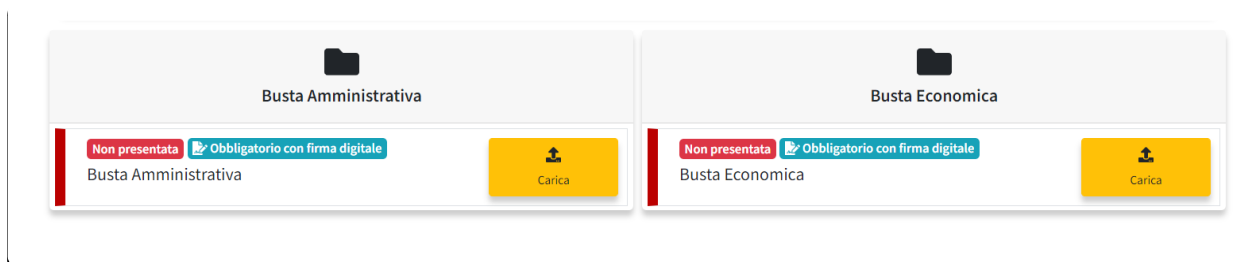 Busta Amministrativa
Non presentata Obbligatorio con firma digitale
Busta Amministrativa
Carica
Busta Economica
Non presentata Obbligatorio con firma digitale
Busta Economica
Carica